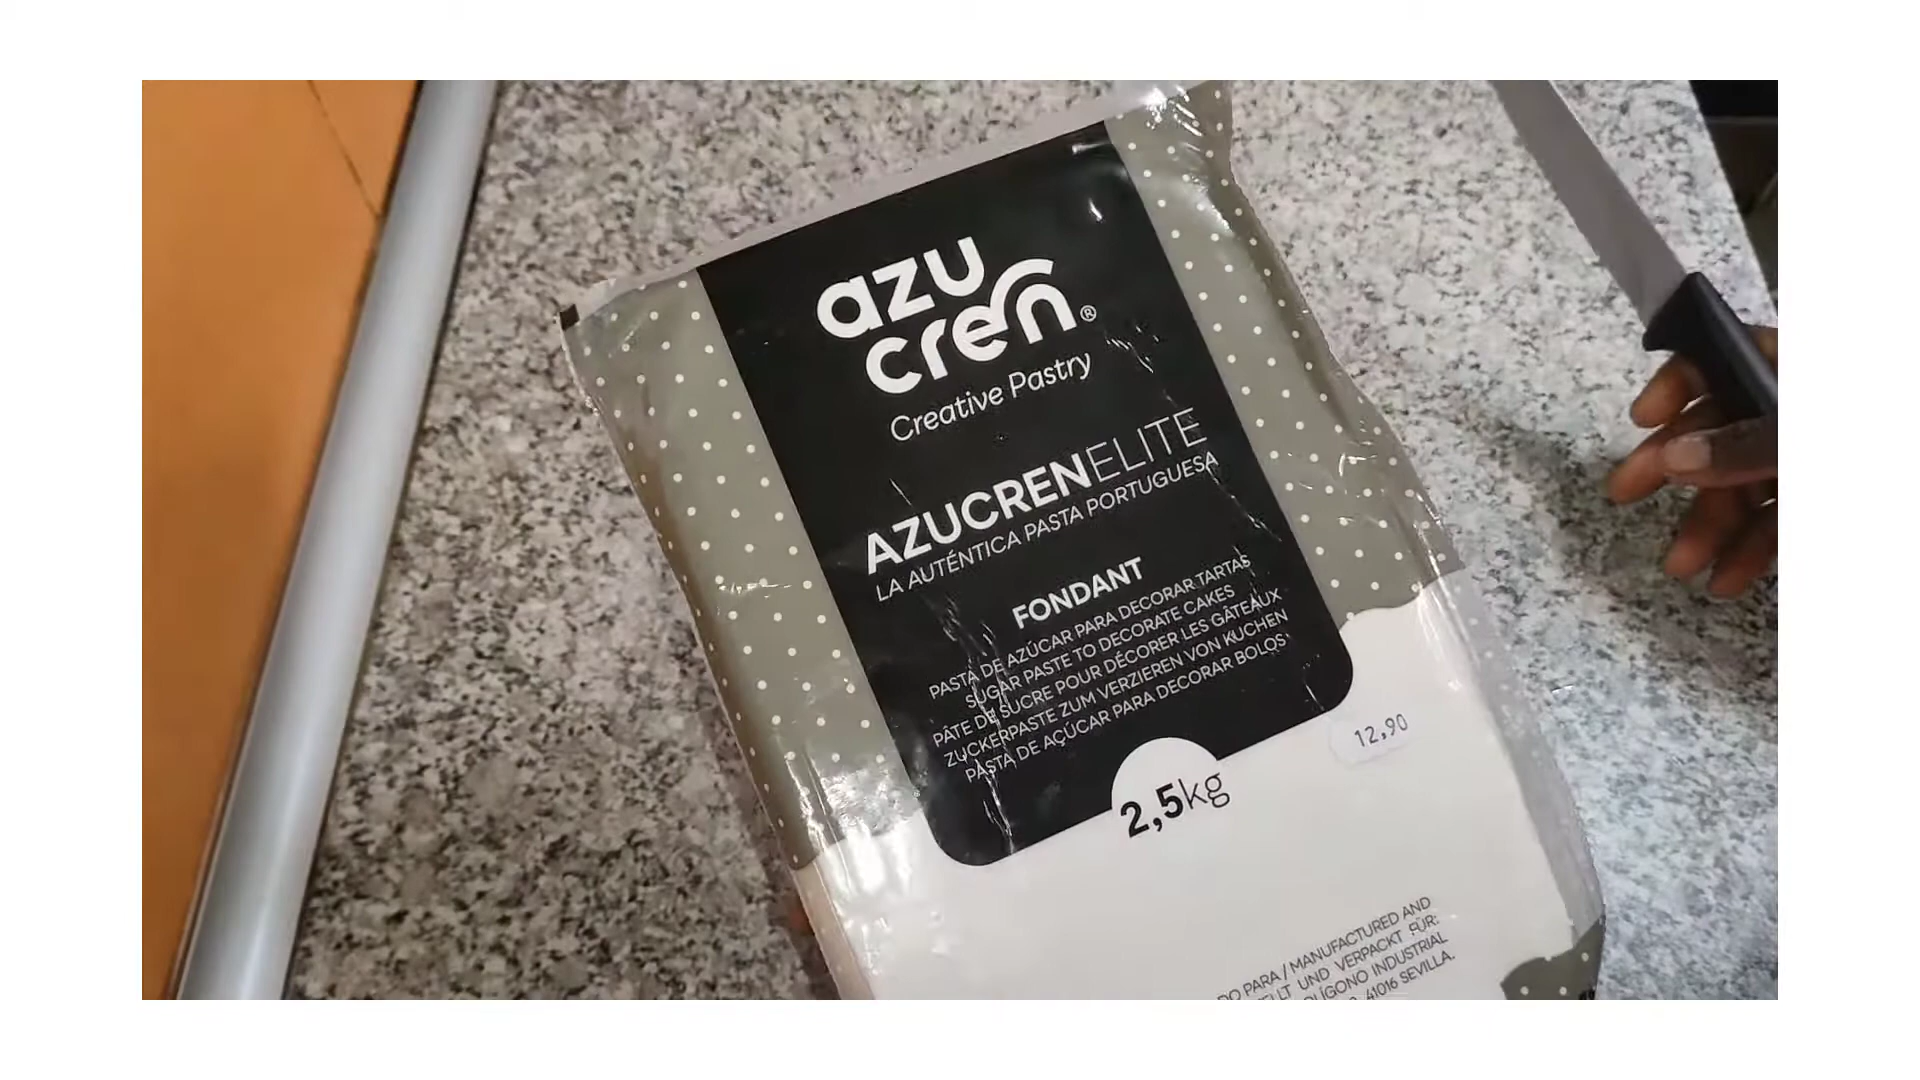 azu
cren®
Creative Pastry
AZUCRENELITE
LA AUTÉNTICA PASTA PORTUGUESA
FONDANT
PASTA DE AZÚCAR PARA DECORAR TARTAS
SUGAR PASTE TO DECORATE CAKES
PÂTE DE SUCRE POUR DÉCORER LES GÂTEAUX
ZUCKERPASTE ZUM VERZIEREN VON KUCHEN
PASTA DE AÇÚCAR PARA DECORAR BOLOS
12,90
2,5kg
PARA / MANUFACTURED AND
UND VERPACKT FÜR:
INDUSTRIAL
41016 SEVILLA.